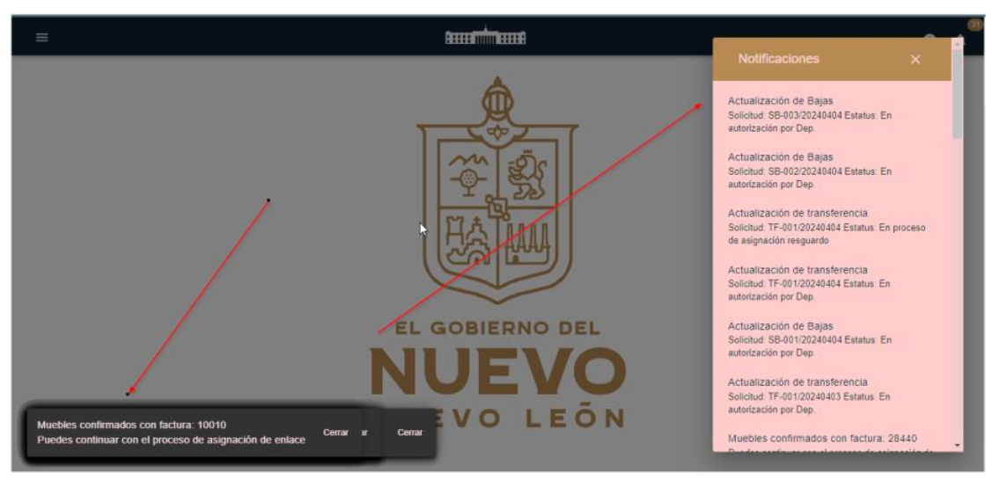 31
Notificaciones
Actualización de Bajas
Solicitud: SB-003/20240404 Estatus: En
autorización por Dep.
Actualización de Bajas
Solicitud: SB-002/20240404 Estatus: En
autorización por Dep.
Actualización de transferencia
Solicitud: TF-001/20240404 Estatus: En proceso
de asignación resguardo
Actualización de transferencia
Solicitud: TF-001/20240404 Estatus: En
autorización por Dep.
Actualización de Bajas
Solicitud: SB-001/20240404 Estatus: En
autorización por Dep.
Actualización de transferencia
Solicitud: TF-001/20240403 Estatus: En
autorización por Dep.
Muebles confirmados con factura: 28440
EL GOBIERNO DEL
NUEVO
EVO LEÓN
Muebles confirmados con factura: 10010
Puedes continuar con el proceso de asignación de enlace
Cerrar
ar
Cerrar